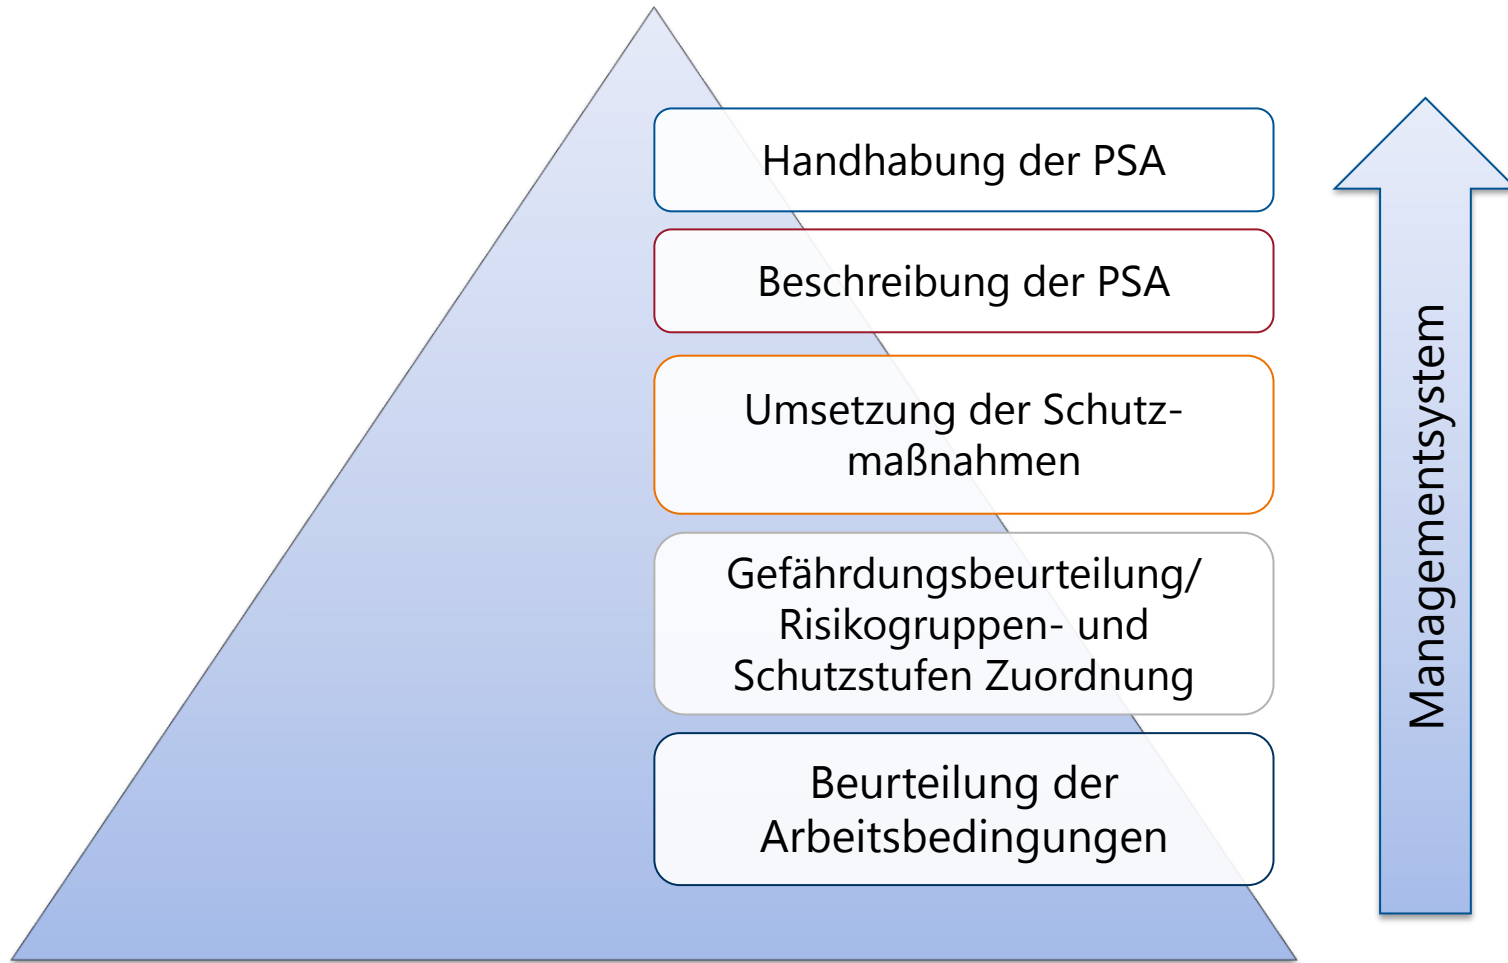 Handhabung der PSA
Beschreibung der PSA
Umsetzung der Schutz-
maßnahmen
Gefährdungsbeurteilung/
Risikogruppen- und
Schutzstufen Zuordnung
Beurteilung der
Arbeitsbedingungen
Managementsystem